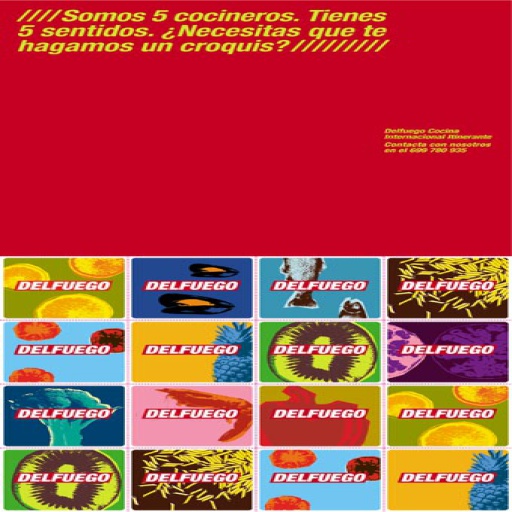 ////Somos 5 cocineros. Tienes
5 sentidos. ¿Necesitas que te
hagamos un croquis?//////////
Delfuego Cocina
Internacional Itinerante
Contacta con nosotros
en el 699 780 935
DELFUEGO DELFUEGO DELFUEGO DELFUEGO
DELFUEGO DELFUEGO DELFUEGO DELFUEGO
DELFUEGO DELFUEGO DELFUEGO DELFUEGO
DELFUEGO DELFUEGO DELFUEGO DELFUEGO